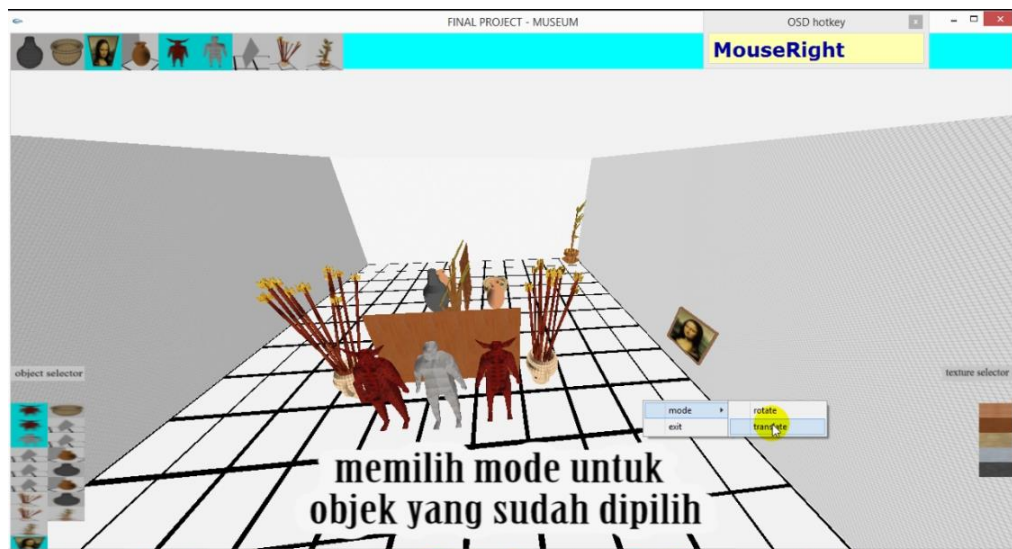 FINAL PROJECT - MUSEUM
OSD hotkey
MouseRight
object selector
texture selector
mode
rotate
exit
translate
memilih mode untuk
objek yang sudah dipilih